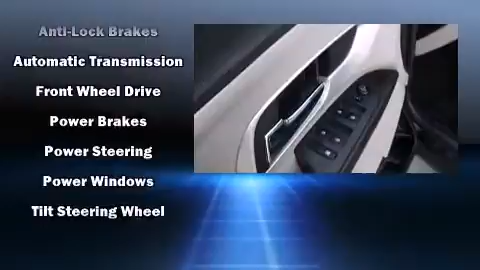 Anti-Lock Brakes
Automatic Transmission
Front Wheel Drive
Power Brakes
Power Steering
Power Windows
Tilt Steering Wheel